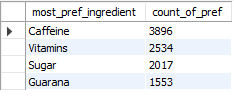 most_pref_ingredient count_of_pref
Caffeine 3896
Vitamins 2534
Sugar 2017
Guarana 1553